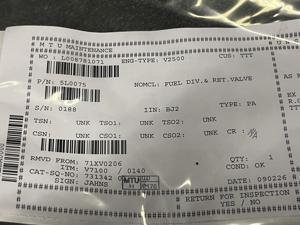 M T U MAINTENANCE
WO : L008781071 ENG-TYPE: V2500 CUS: TTT
P/N: 5L0075 NOMCL: FUEL DIV.& RET.VALVE
S/N: 0188 IIN: BJ2 TYPE: PA
TSN: UNK TSO1: UNK TSO2: UNK
CSN: UNK CSO1: UNK CSO2: UNK CR :
RMVD FROM: 71XV0206 QTY: 1
ITM: V7100 / 0140 COND: OK
CAT-SQ-NO: 731342 DATE: 090226
SIGN: JAHNS MTU
RETURN FOR INSPECTION
YES / NO